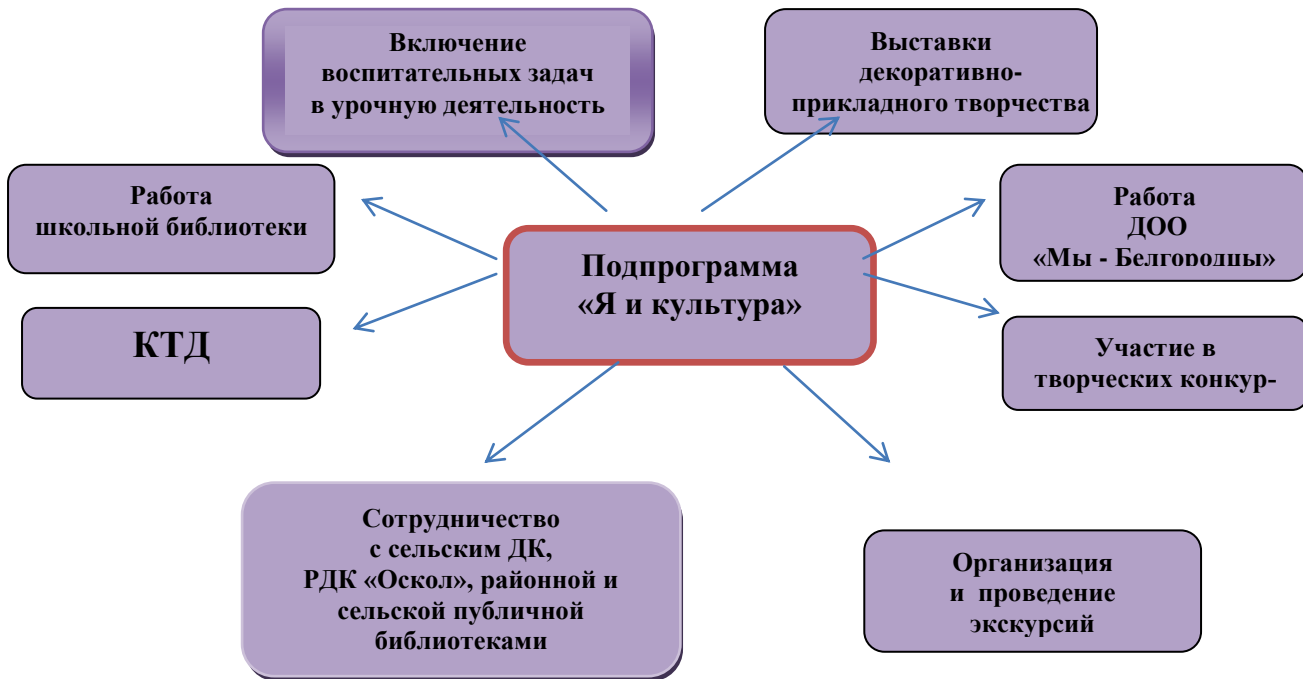 Включение
воспитательных задач
в урочную деятельность
Выставки
декоративно-
прикладного творчества
Работа
школьной библиотеки
Работа
ДОО
«Мы - Белгородцы»
Подпрограмма
«Я и культура»
КТД
Участие в
творческих конкур-
Сотрудничество
с сельским ДК,
РДК «Оскол», районной и
сельской публичной
библиотеками
Организация
и проведение
экскурсий